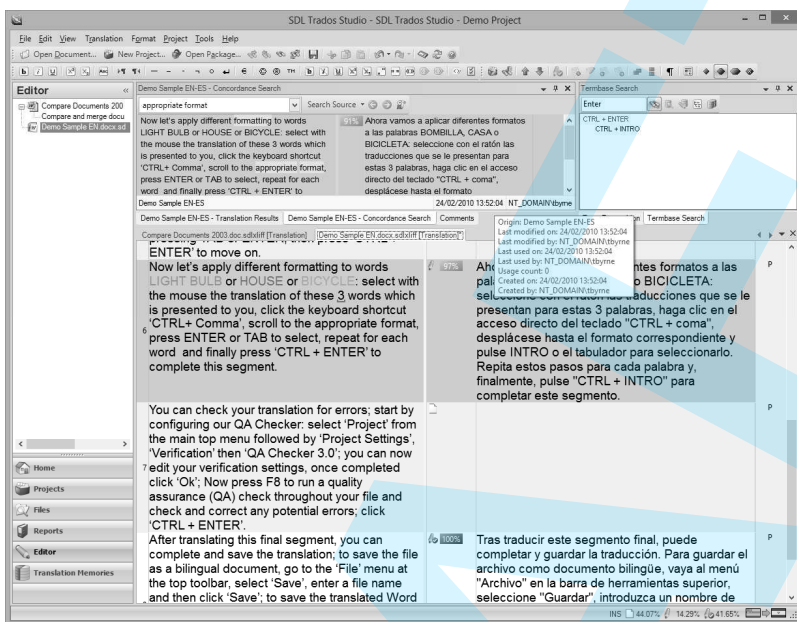 SDL Trados Studio - SDL Trados Studio - Demo Project
File Edit View Translation Format Project Tools Help
Open Document... New Project... Open Package...
Editor
Compare Documents 200
Compare and merge docu
Demo Sample EN.docx.sd
Demo Sample EN-ES - Concordance Search
appropriate format
Search Source
Now let's apply different formatting to words
LIGHT BULB or HOUSE or BICYCLE: select with
the mouse the translation of these 3 words which
is presented to you, click the keyboard shortcut
'CTRL+ Comma', scroll to the appropriate format,
press ENTER or TAB to select, repeat for each
word and finally press 'CTRL + ENTER' to
91%
Ahora vamos a aplicar diferentes formatos
a las palabras BOMBILLA, CASA o
BICICLETA: seleccione con el ratón las
traducciones que se le presentan para
estas 3 palabras, haga clic en el acceso
directo del teclado "CTRL + coma",
desplácese hasta el formato
Demo Sample EN-ES
24/02/2010 13:52:04 NT_DOMAIN\tbyrne
Termbase Search
Enter
CTRL + ENTER
CTRL + INTRO
Demo Sample EN-ES - Translation Results Demo Sample EN-ES - Concordance Search Comments
Termbase Search
Origin: Demo Sample EN-ES
Last modified on: 24/02/2010 13:52:04
Last modified by: NT_DOMAIN\tbyrne
Last used on: 24/02/2010 13:52:04
Last used by: NT_DOMAIN\tbyrne
Usage count: 0
Created on: 24/02/2010 13:52:04
Created by: NT_DOMAIN\tbyrne
Compare Documents 2003.doc.sdlxliff [Translation] Demo Sample EN.docx.sdlxliff [Translation]*
ENTER' to move on.
6
Now let's apply different formatting to words
LIGHT BULB or HOUSE or BICYCLE: select with
the mouse the translation of these 3 words which
is presented to you, click the keyboard shortcut
'CTRL+ Comma', scroll to the appropriate format,
press ENTER or TAB to select, repeat for each
word and finally press 'CTRL + ENTER' to
complete this segment.
97%
ntes formatos a las
o BICICLETA:
seleccione con el ratón las traducciones que se le
presentan para estas 3 palabras, haga clic en el
acceso directo del teclado "CTRL + coma",
desplácese hasta el formato correspondiente y
pulse INTRO o el tabulador para seleccionarlo.
Repita estos pasos para cada palabra y,
finalmente, pulse "CTRL + INTRO" para
completar este segmento.
P
7
You can check your translation for errors; start by
configuring our QA Checker: select 'Project' from
the main top menu followed by 'Project Settings',
'Verification' then 'QA Checker 3.0'; you can now
edit your verification settings, once completed
click 'Ok'; Now press F8 to run a quality
assurance (QA) check throughout your file and
check and correct any potential errors; click
'CTRL + ENTER'.
P
After translating this final segment, you can
complete and save the translation; to save the file
as a bilingual document, go to the 'File' menu at
the top toolbar, select 'Save', enter a file name
and then click 'Save'; to save the translated Word
100%
Tras traducir este segmento final, puede
completar y guardar la traducción. Para guardar el
archivo como documento bilingüe, vaya al menú
"Archivo" en la barra de herramientas superior,
seleccione "Guardar", introduzca un nombre de
P
Home
Projects
Files
Reports
Editor
Translation Memories
INS 44.07% 14.29% 41.65%